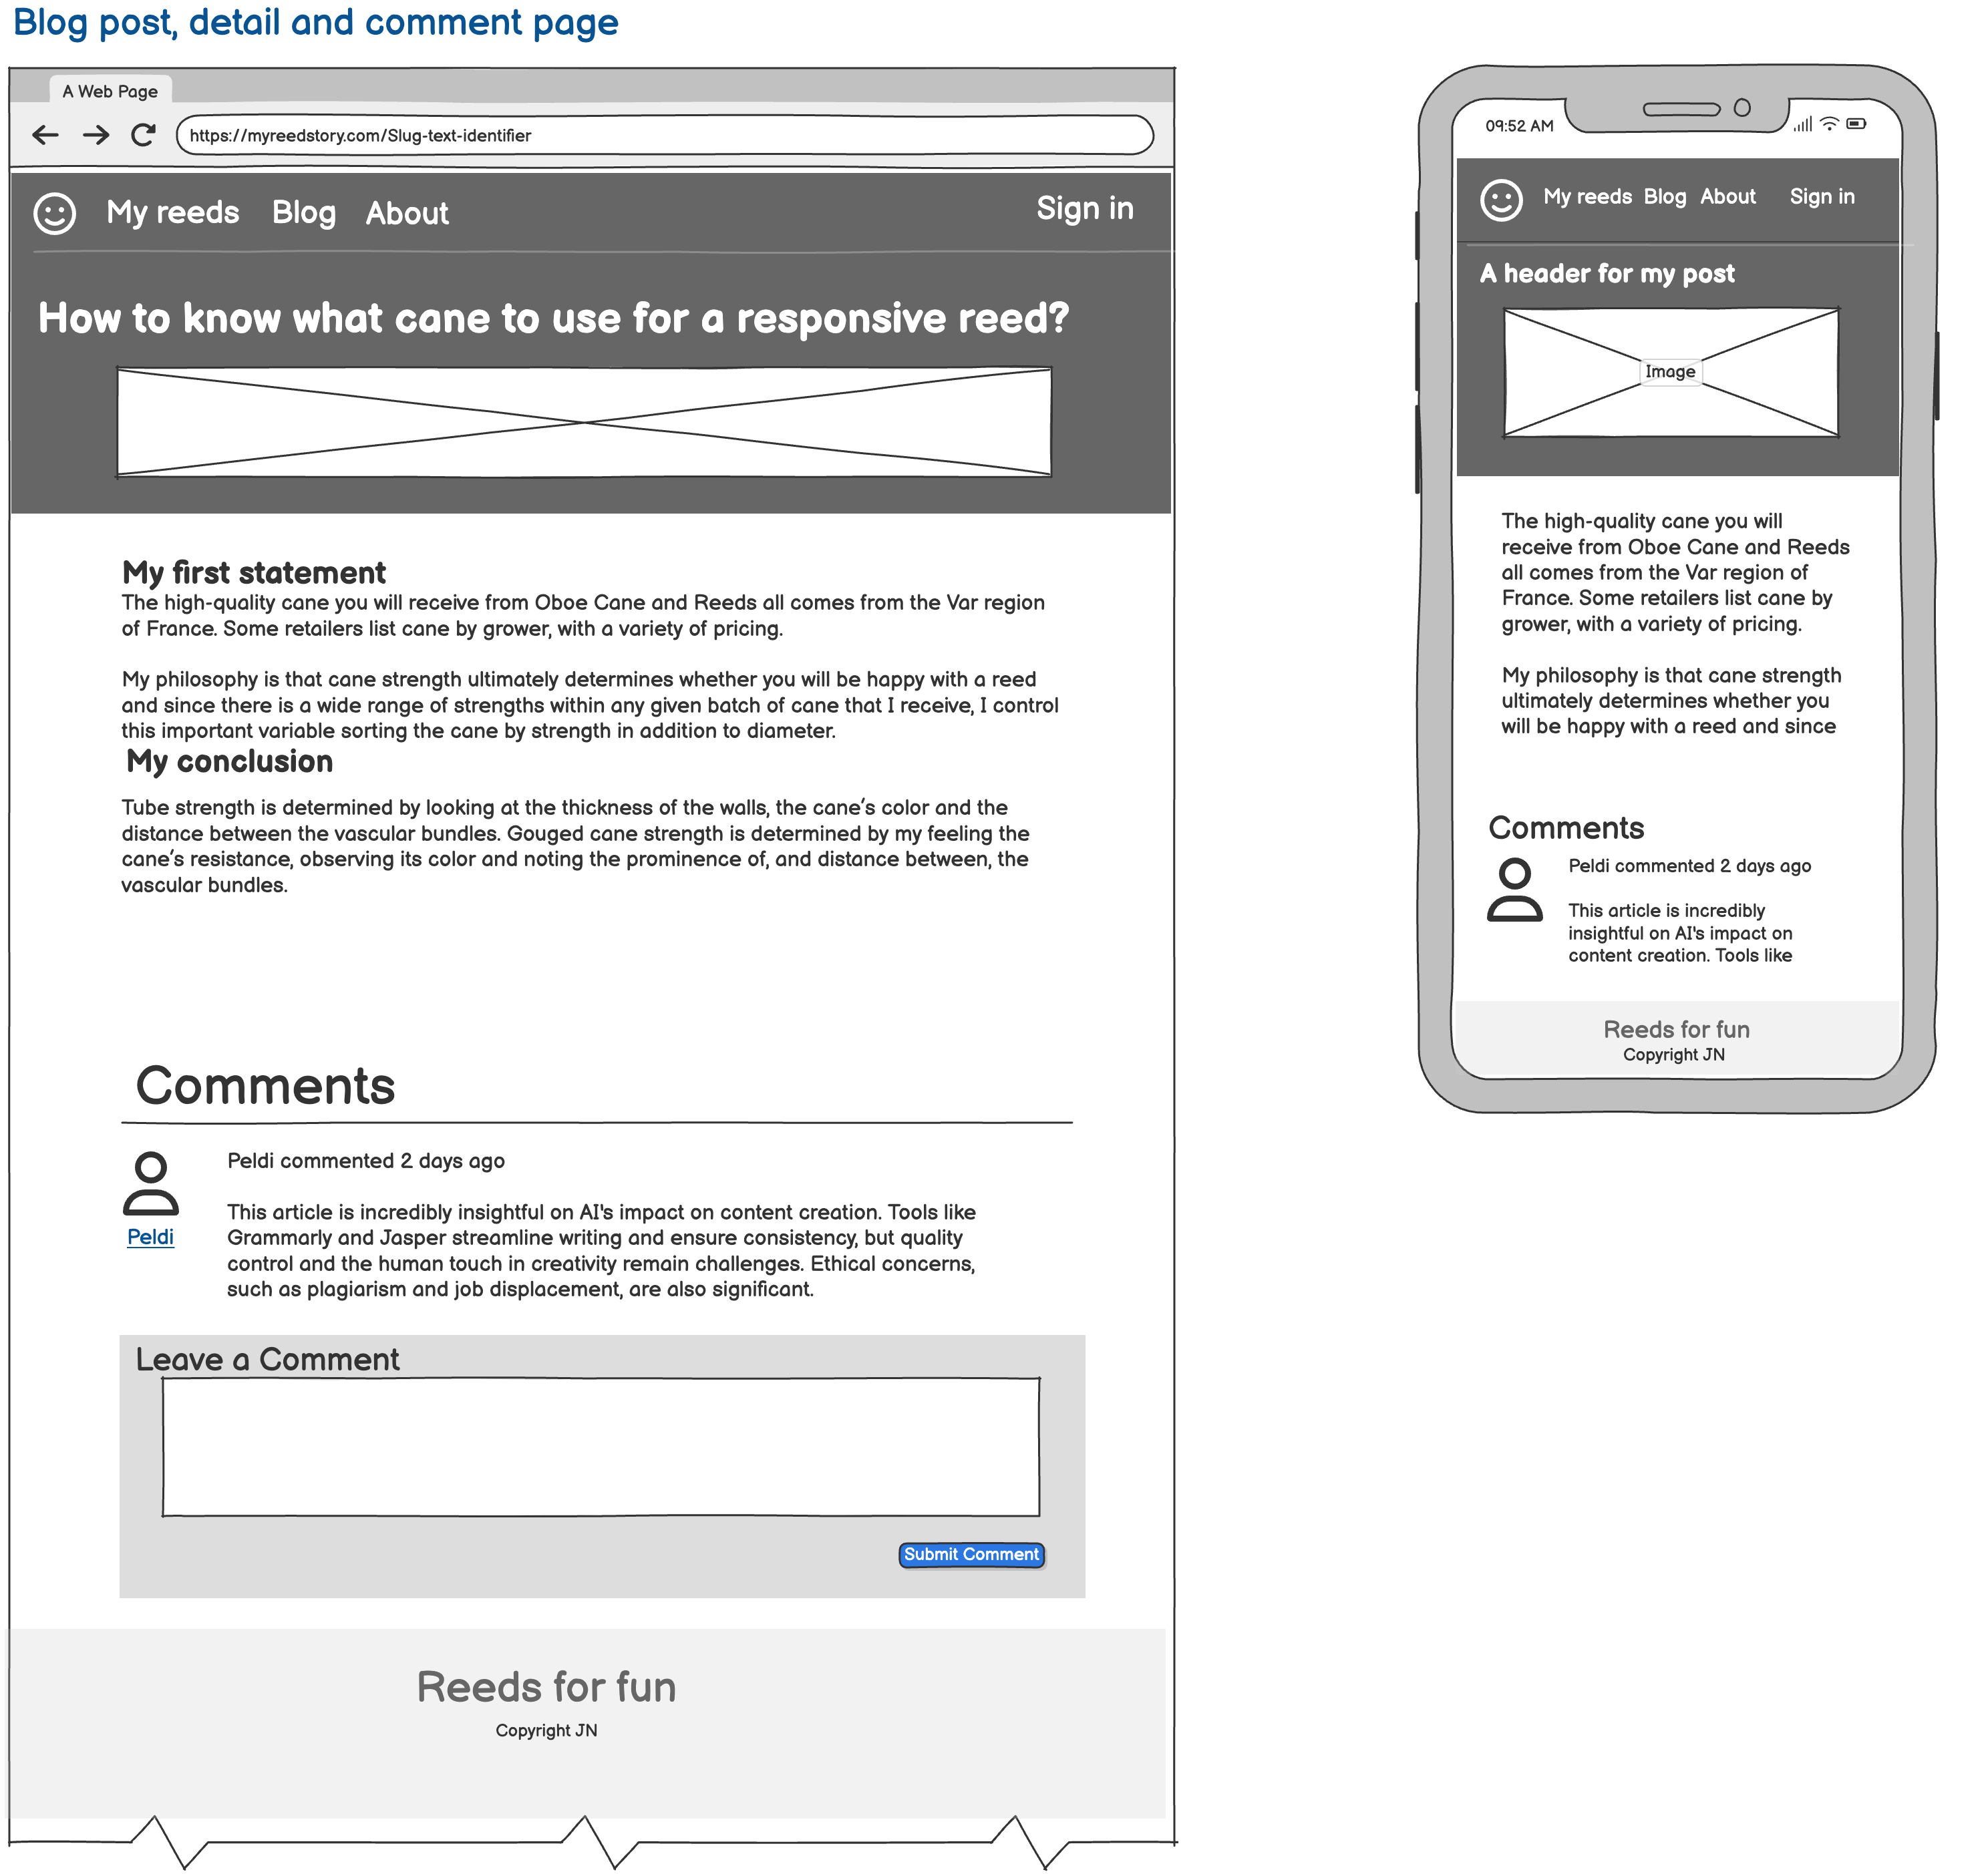 Blog post, detail and comment page
A Web Page
https://myreedstory.com/Slug-text-identifier
My reeds Blog About Sign in
How to know what cane to use for a responsive reed?
My first statement
The high-quality cane you will receive from Oboe Cane and Reeds all comes from the Var region
of France. Some retailers list cane by grower, with a variety of pricing.
My philosophy is that cane strength ultimately determines whether you will be happy with a reed
and since there is a wide range of strengths within any given batch of cane that I receive, I control
this important variable sorting the cane by strength in addition to diameter.
My conclusion
Tube strength is determined by looking at the thickness of the walls, the cane's color and the
distance between the vascular bundles. Gouged cane strength is determined by my feeling the
cane's resistance, observing its color and noting the prominence of, and distance between, the
vascular bundles.
Comments
Peldi commented 2 days ago
Peldi
This article is incredibly insightful on AI's impact on content creation. Tools like
Grammarly and Jasper streamline writing and ensure consistency, but quality
control and the human touch in creativity remain challenges. Ethical concerns,
such as plagiarism and job displacement, are also significant.
Leave a Comment
Submit Comment
Reeds for fun
Copyright JN
09:52 AM
My reeds Blog About Sign in
A header for my post
Image
The high-quality cane you will
receive from Oboe Cane and Reeds
all comes from the Var region of
France. Some retailers list cane by
grower, with a variety of pricing.
My philosophy is that cane strength
ultimately determines whether you
will be happy with a reed and since
Comments
Peldi commented 2 days ago
This article is incredibly
insightful on AI's impact on
content creation. Tools like
Reeds for fun
Copyright JN